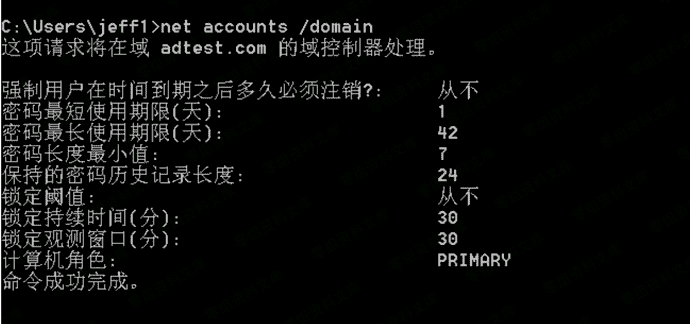 C:\Users\jeff1>net accounts /domain
这项请求将在域 adtest.com 的域控制器处理。
强制用户在时间到期之后多久必须注销?: 从不
密码最短使用期限(天): 1
密码最长使用期限(天): 42
密码长度最小值: 7
保持的密码历史记录长度: 24
锁定阈值: 从不
锁定持续时间(分): 30
锁定观测窗口(分): 30
计算机角色: PRIMARY
命令成功完成。